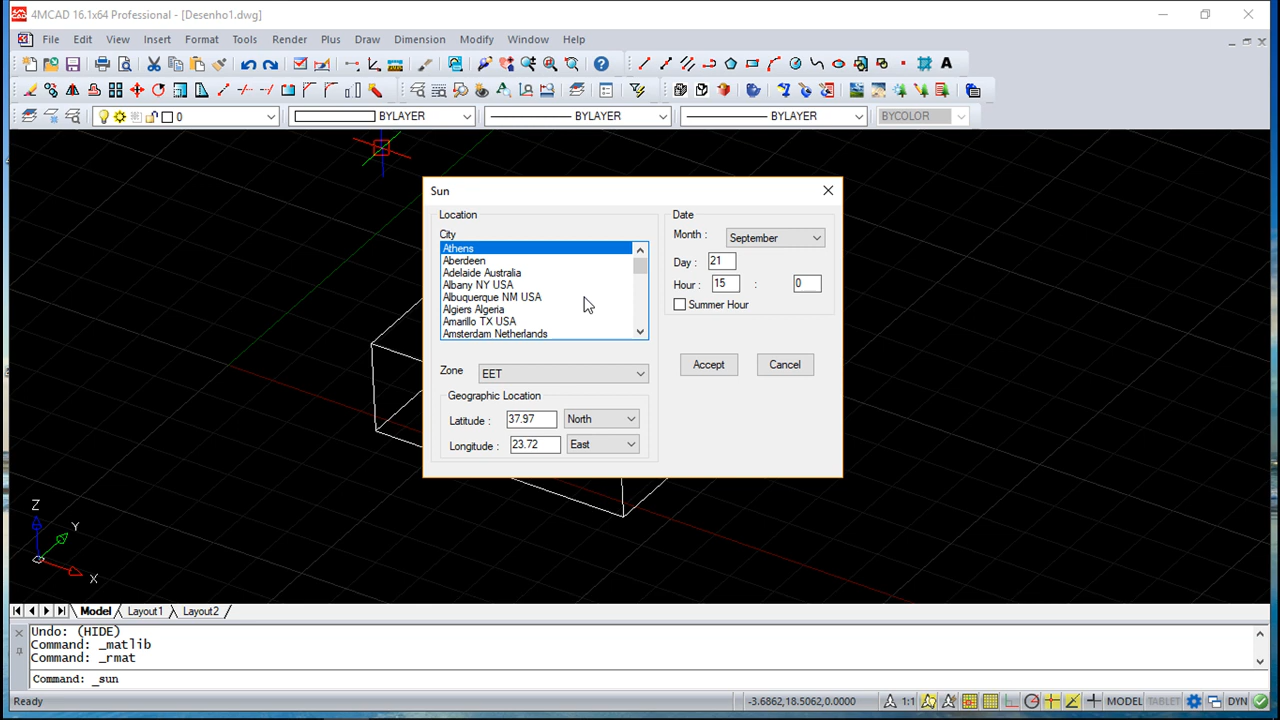 4MCAD 16.1x64 Professional - [Desenho1.dwg]
File Edit View Insert Format Tools Render Plus Draw Dimension Modify Window Help
0 BYLAYER BYLAYER BYLAYER BYCOLOR
Sun
Location
City
Athens
Aberdeen
Adelaide Australia
Albany NY USA
Albuquerque NM USA
Algiers Algeria
Amarillo TX USA
Amsterdam Netherlands
Zone EET
Geographic Location
Latitude : 37.97 North
Longitude : 23.72 East
Date
Month : September
Day : 21
Hour : 15 : 0
Summer Hour
Accept Cancel
Z
Y
X
Model Layout1 Layout2
Undo: (HIDE)
Command: _matlib
Command: _rmat
Command: _sun
Ready -3.6862,18.5062,0.0000 1:1 MODEL TABLET DYN